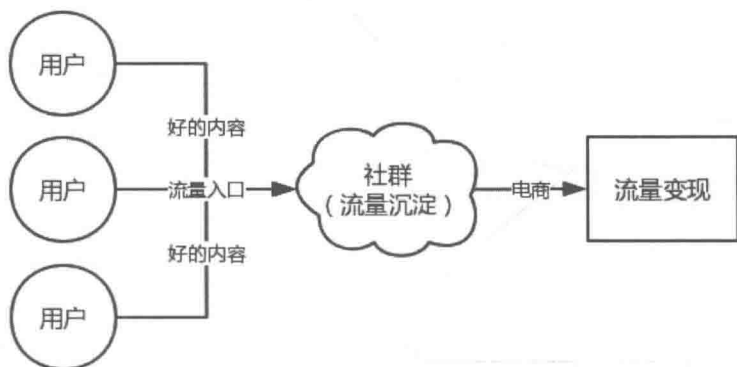 用户
好的内容
用户
流量入口
社群
（流量沉淀）
电商
流量变现
好的内容
用户